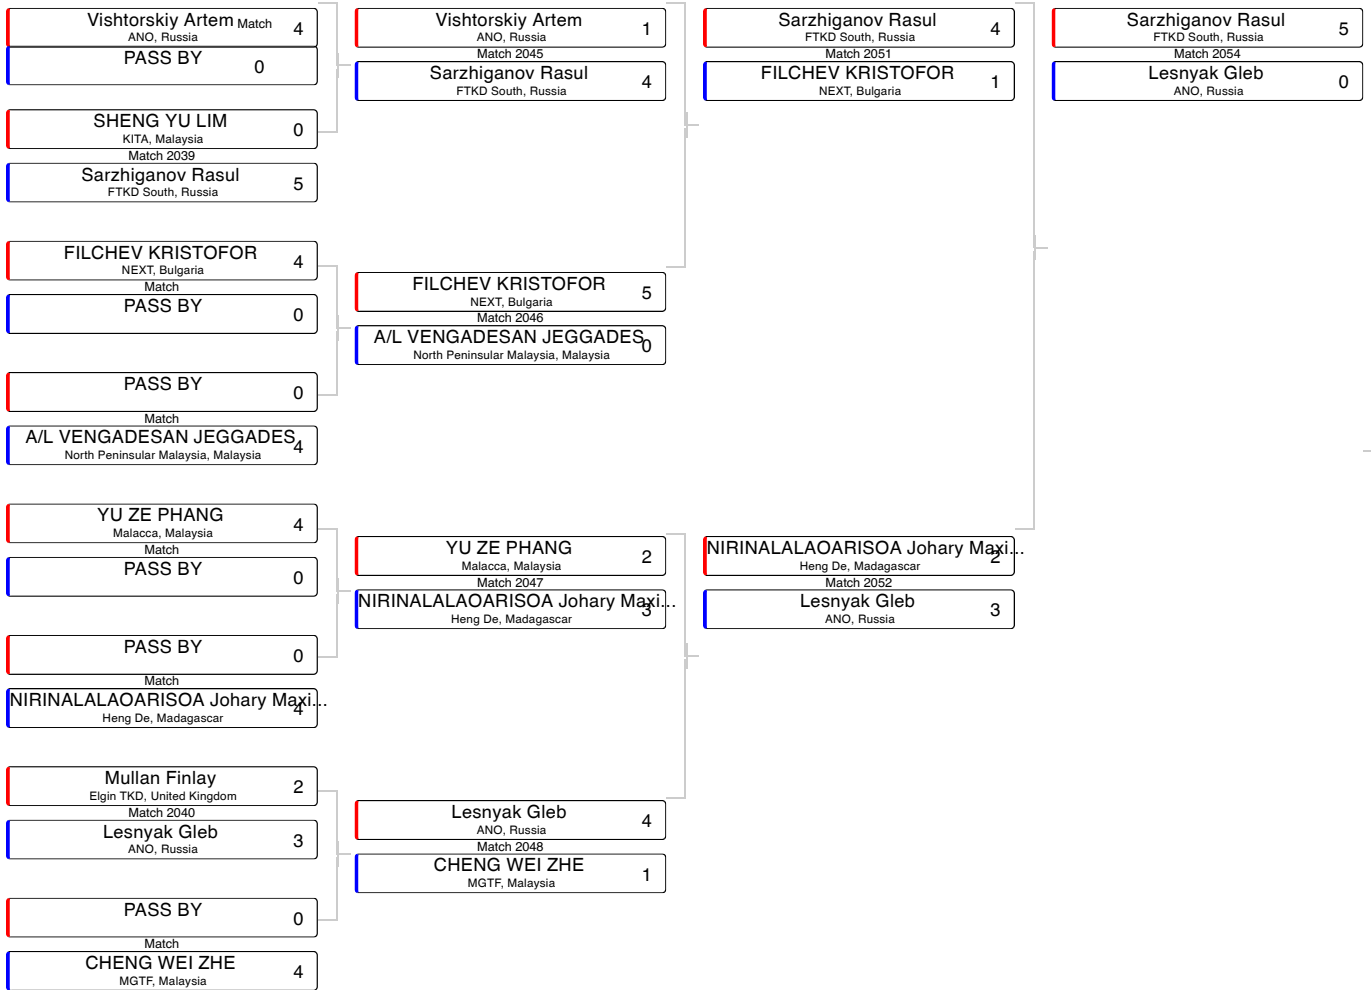 Vishtorskiy Artem Match 4
ANO, Russia
PASS BY 0
SHENG YU LIM 0
KITA, Malaysia
Match 2039
Sarzhiganov Rasul 5
FTKD South, Russia
FILCHEV KRISTOFOR 4
NEXT, Bulgaria
Match
PASS BY 0
PASS BY 0
Match
A/L VENGADESAN JEGGADES 4
North Peninsular Malaysia, Malaysia
YU ZE PHANG 4
Malacca, Malaysia
Match
PASS BY 0
PASS BY 0
Match
NIRINALALAOARISOA Johary Maxi... 4
Heng De, Madagascar
Mullan Finlay 2
Elgin TKD, United Kingdom
Match 2040
Lesnyak Gleb 3
ANO, Russia
PASS BY 0
Match
CHENG WEI ZHE 4
MGTF, Malaysia
Vishtorskiy Artem 1
ANO, Russia
Match 2045
Sarzhiganov Rasul 4
FTKD South, Russia
FILCHEV KRISTOFOR 5
NEXT, Bulgaria
Match 2046
A/L VENGADESAN JEGGADES 0
North Peninsular Malaysia, Malaysia
YU ZE PHANG 2
Malacca, Malaysia
Match 2047
NIRINALALAOARISOA Johary Maxi... 3
Heng De, Madagascar
Lesnyak Gleb 4
ANO, Russia
Match 2048
CHENG WEI ZHE 1
MGTF, Malaysia
Sarzhiganov Rasul 4
FTKD South, Russia
Match 2051
FILCHEV KRISTOFOR 1
NEXT, Bulgaria
NIRINALALAOARISOA Johary Maxi... 2
Heng De, Madagascar
Match 2052
Lesnyak Gleb 3
ANO, Russia
Sarzhiganov Rasul 5
FTKD South, Russia
Match 2054
Lesnyak Gleb 0
ANO, Russia